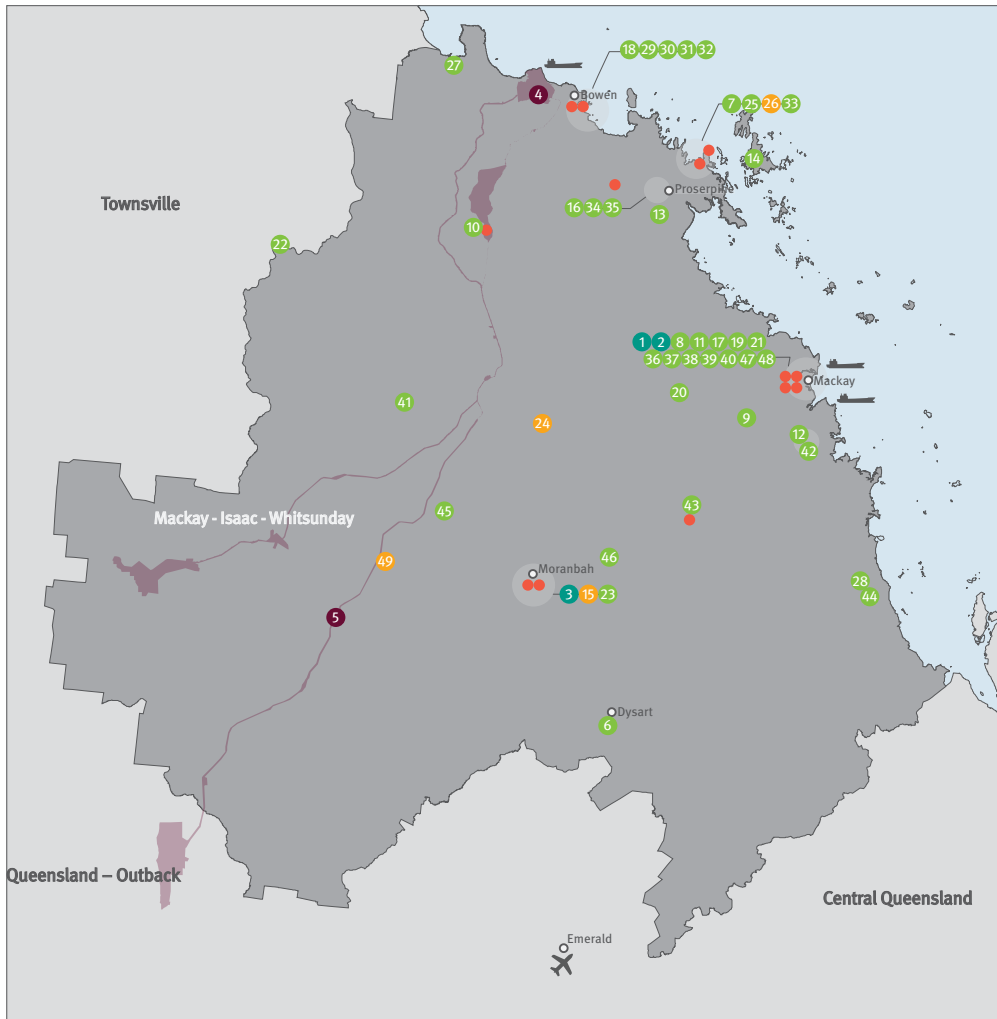 18 29 30 31 32
27
4
Bowen
7 25 26 33
14
Townsville
Proserpine
16 34 35
13
10
22
1 2 8 11 17 19 21
36 37 38 39 40 47 48
Mackay
20
41
9
24
12
42
43
45
Mackay - Isaac - Whitsunday
46
49
Moranbah
28
3 15 23
44
5
Dysart
6
Queensland – Outback
Central Queensland
Emerald